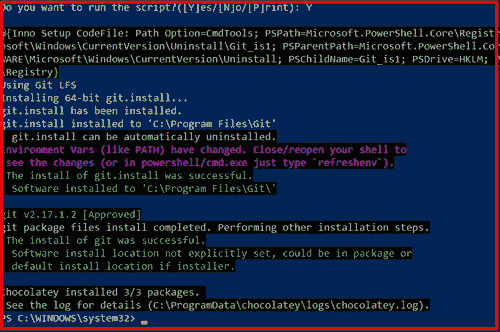 Do you want to run the script?([Y]es/[N]o/[P]rint): Y
@{Inno Setup CodeFile: Path Option=CmdTools; PSPath=Microsoft.PowerShell.Core\Regist
osoft\Windows\CurrentVersion\Uninstall\Git_is1; PSParentPath=Microsoft.PowerShell.Co
WARE\Microsoft\Windows\CurrentVersion\Uninstall; PSChildName=Git_is1; PSDrive=HKLM;
\Registry}
Using Git LFS
Installing 64-bit git.install...
git.install has been installed.
git.install installed to 'C:\Program Files\Git'
git.install can be automatically uninstalled.
Environment Vars (like PATH) have changed. Close/reopen your shell to
see the changes (or in powershell/cmd.exe just type `refreshenv`).
The install of git.install was successful.
Software installed to 'C:\Program Files\Git\'
git v2.17.1.2 [Approved]
git package files install completed. Performing other installation steps.
The install of git was successful.
Software install location not explicitly set, could be in package or
default install location if installer.
Chocolatey installed 3/3 packages.
See the log for details (C:\ProgramData\chocolatey\logs\chocolatey.log).
PS C:\WINDOWS\system32> _